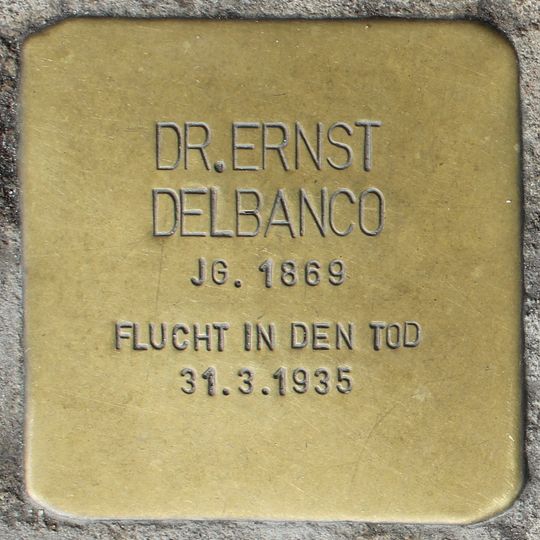 DR. ERNST
DELBANCO
JG. 1869
FLUCHT IN DEN TOD
31.3.1935